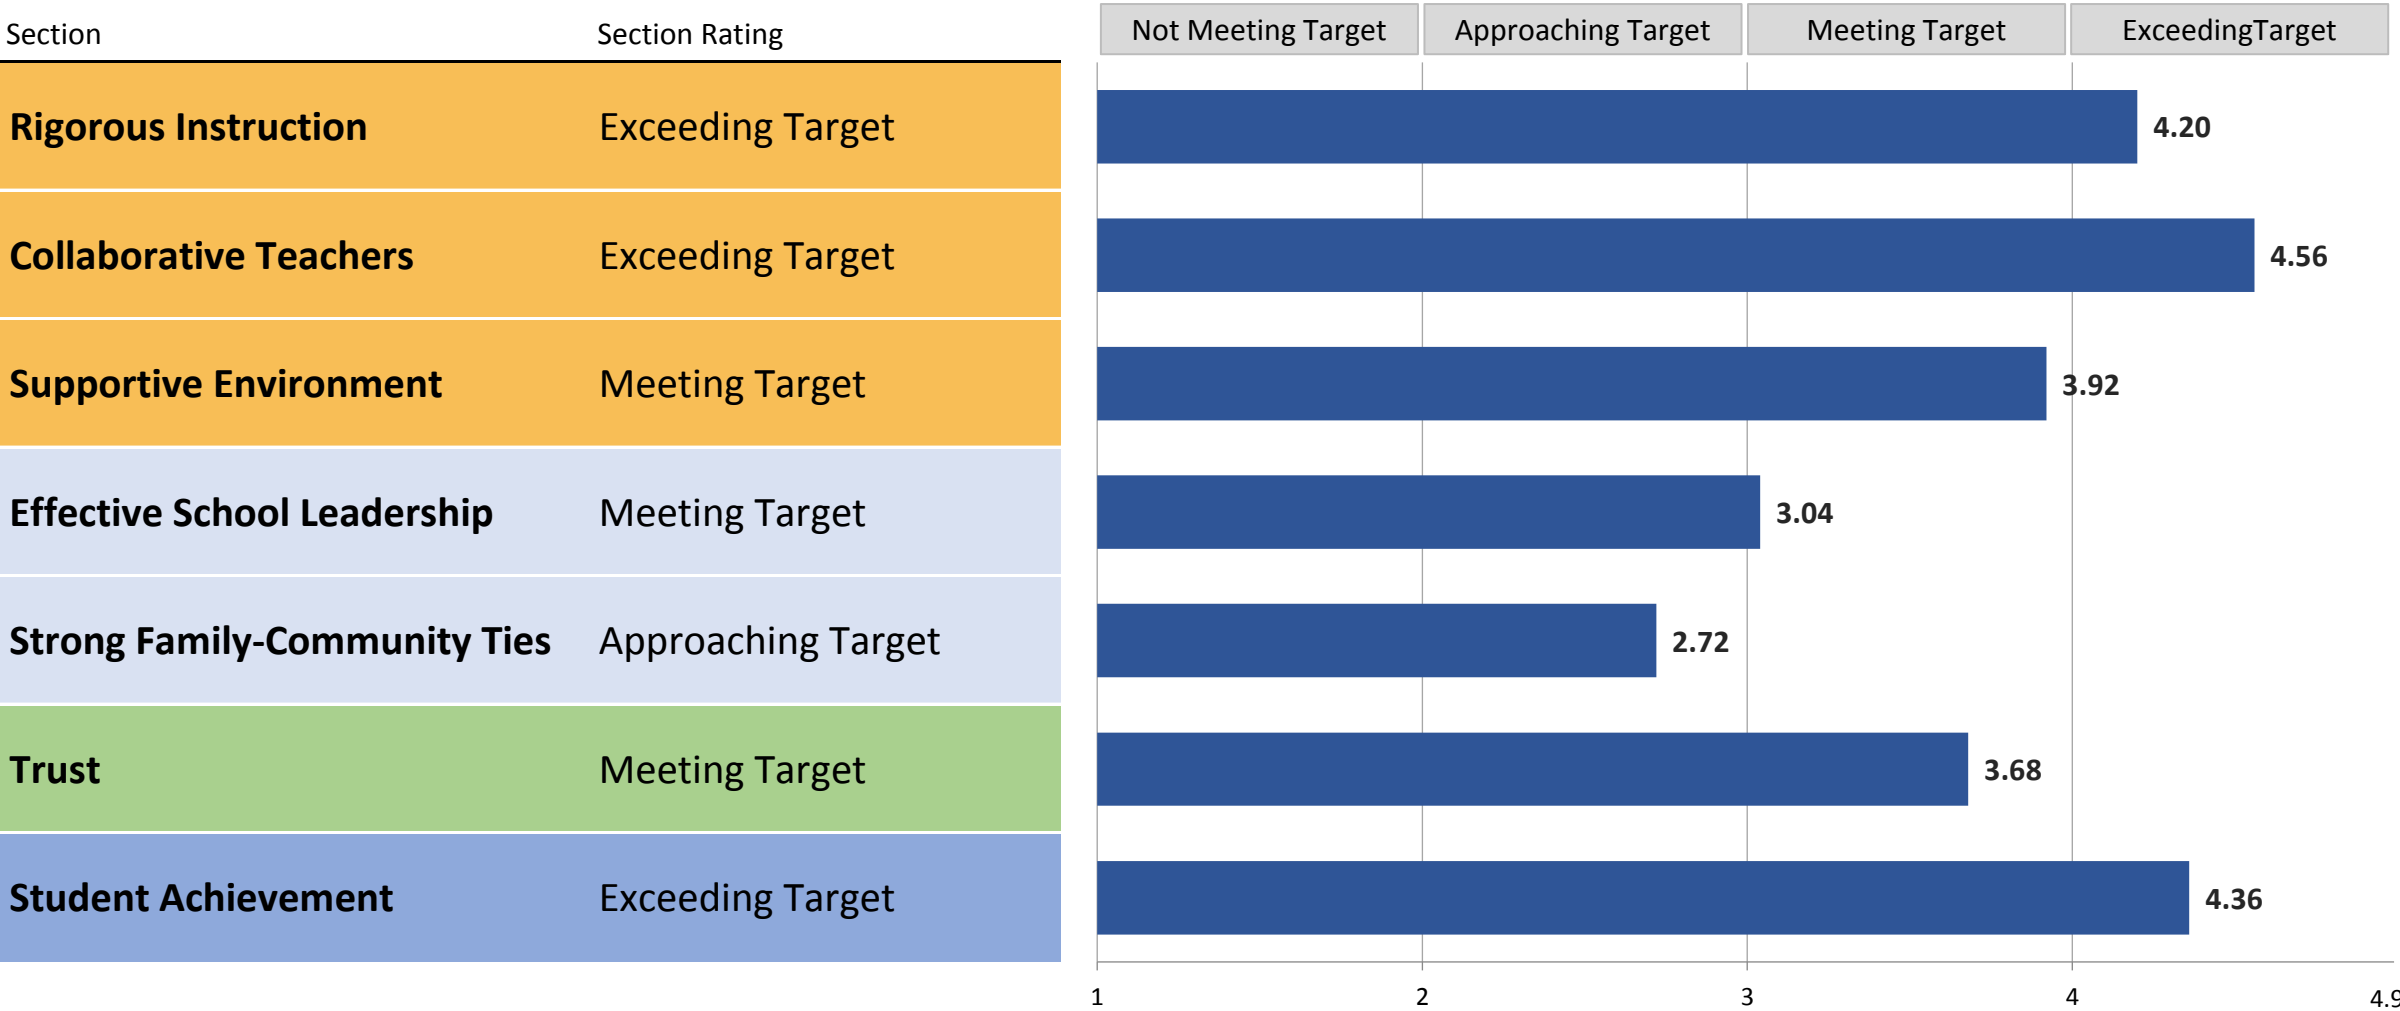 Section Section Rating Not Meeting Target Approaching Target Meeting Target ExceedingTarget
Rigorous Instruction Exceeding Target 4.20
Collaborative Teachers Exceeding Target 4.56
Supportive Environment Meeting Target 3.92
Effective School Leadership Meeting Target 3.04
Strong Family-Community Ties Approaching Target 2.72
Trust Meeting Target 3.68
Student Achievement Exceeding Target 4.36
1 2 3 4 4.9